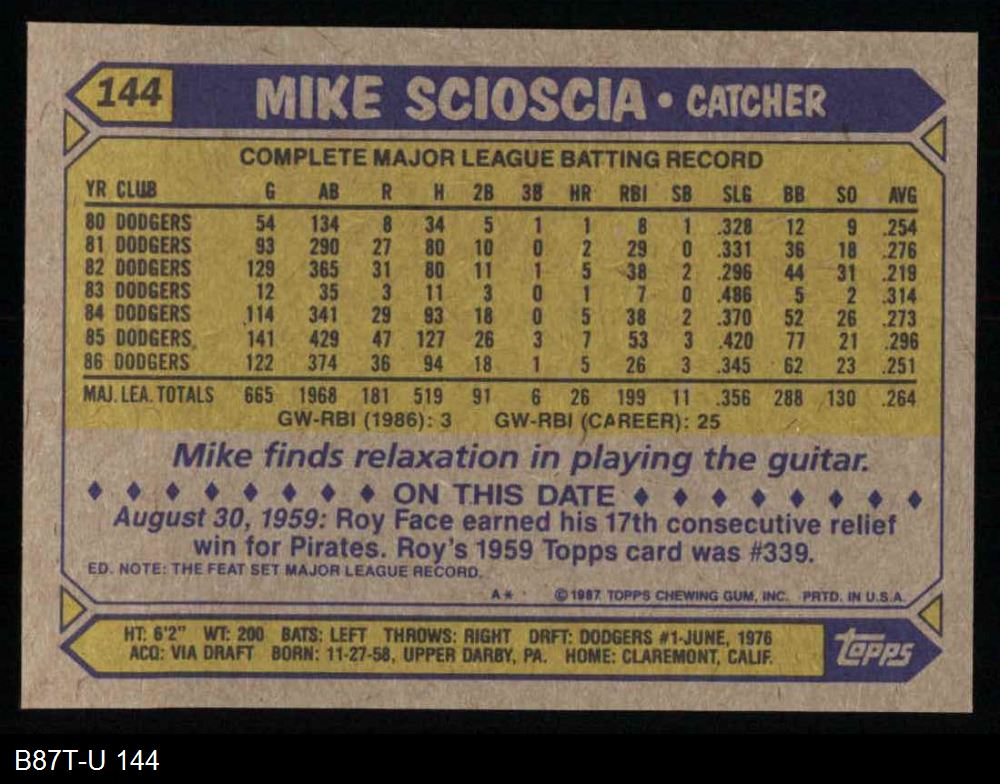 144 MIKE SCIOSCIA • CATCHER
COMPLETE MAJOR LEAGUE BATTING RECORD
YR CLUB G AB R H 2B 3B HR RBI SB SLG BB SO AVG
80 DODGERS 54 134 8 34 5 1 1 8 1 .328 12 9 .254
81 DODGERS 93 290 27 80 10 0 2 29 0 .331 36 18 .276
82 DODGERS 129 365 31 80 11 1 5 38 2 .296 44 31 .219
83 DODGERS 12 35 3 11 3 0 1 7 0 .486 5 2 .314
84 DODGERS 114 341 29 93 18 0 5 38 2 .370 52 26 .273
85 DODGERS 141 429 47 127 26 3 7 53 3 .420 77 21 .296
86 DODGERS 122 374 36 94 18 1 5 26 3 .345 62 23 .251
MAJ. LEA. TOTALS 665 1968 181 519 91 6 26 199 11 .356 288 130 .264
GW-RBI (1986): 3 GW-RBI (CAREER): 25
Mike finds relaxation in playing the guitar.
ON THIS DATE
August 30, 1959: Roy Face earned his 17th consecutive relief
win for Pirates. Roy's 1959 Topps card was #339.
ED. NOTE: THE FEAT SET MAJOR LEAGUE RECORD.
A* ©1987 TOPPS CHEWING GUM, INC. PRTD. IN U.S.A.
HT: 6'2" WT: 200 BATS: LEFT THROWS: RIGHT DRFT: DODGERS #1-JUNE, 1976
ACQ: VIA DRAFT BORN: 11-27-58, UPPER DARBY, PA. HOME: CLAREMONT, CALIF.
Topps
B87T-U 144